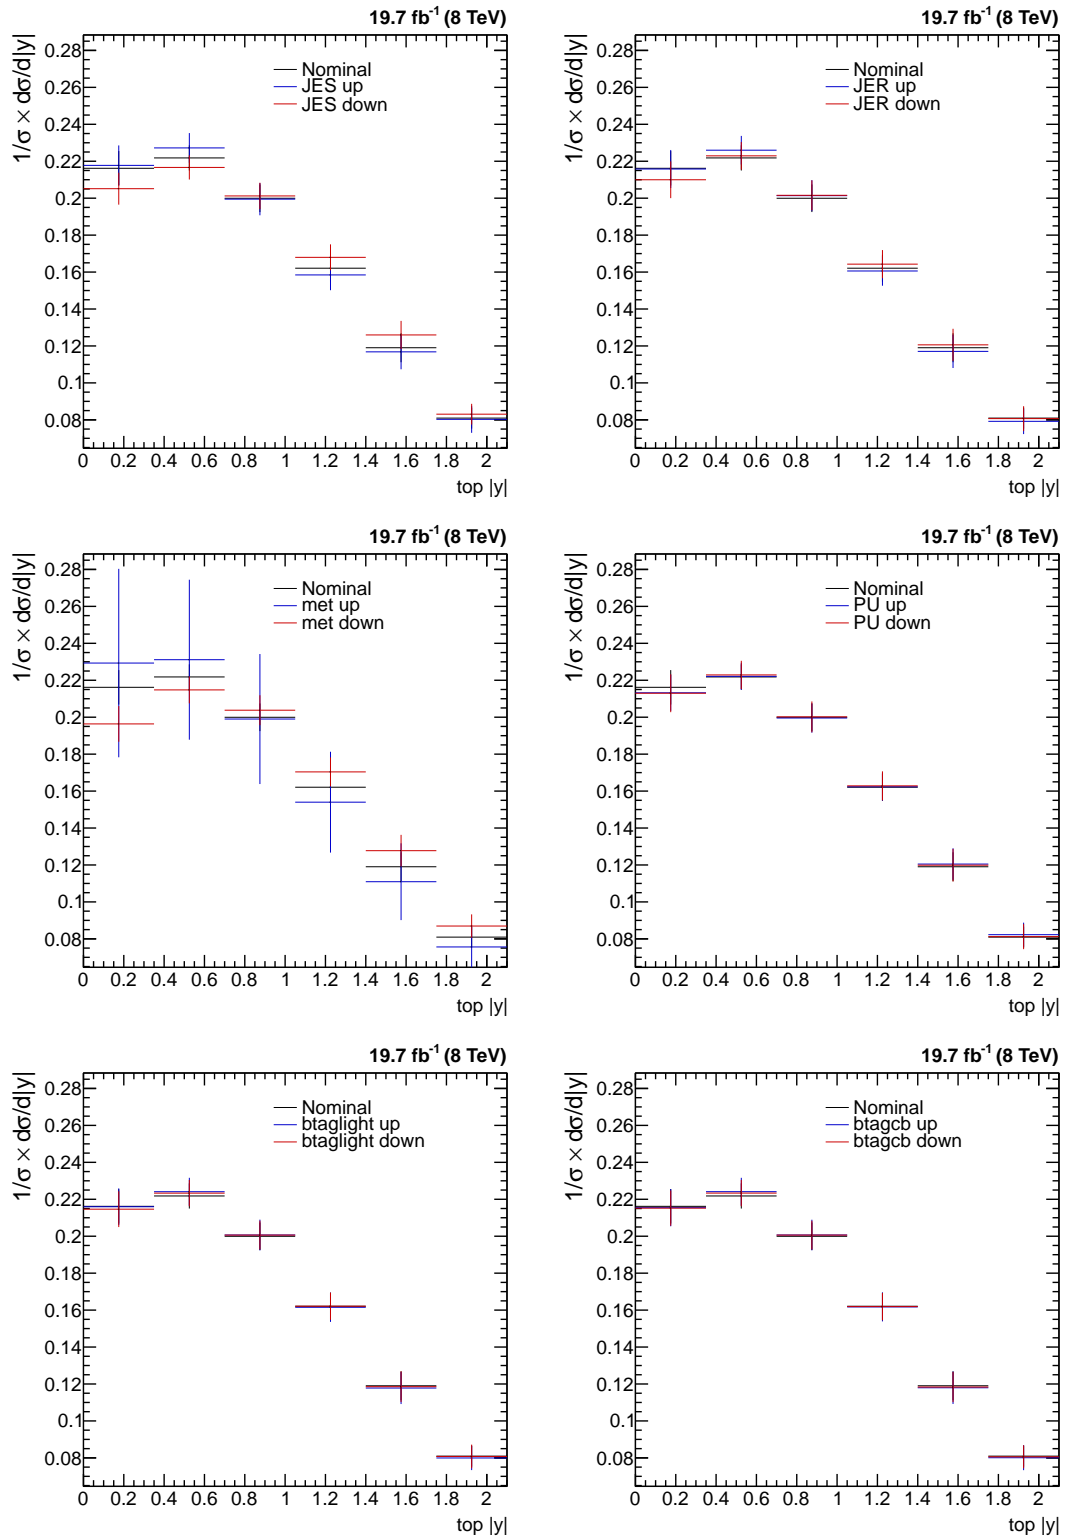 19.7 fb⁻¹ (8 TeV)
1/σ × dσ/d|y|
Nominal
JES up
JES down
0.28
0.26
0.24
0.22
0.2
0.18
0.16
0.14
0.12
0.1
0.08
0 0.2 0.4 0.6 0.8 1 1.2 1.4 1.6 1.8 2
top |y|
19.7 fb⁻¹ (8 TeV)
1/σ × dσ/d|y|
Nominal
JER up
JER down
0.28
0.26
0.24
0.22
0.2
0.18
0.16
0.14
0.12
0.1
0.08
0 0.2 0.4 0.6 0.8 1 1.2 1.4 1.6 1.8 2
top |y|
19.7 fb⁻¹ (8 TeV)
1/σ × dσ/d|y|
Nominal
met up
met down
0.28
0.26
0.24
0.22
0.2
0.18
0.16
0.14
0.12
0.1
0.08
0 0.2 0.4 0.6 0.8 1 1.2 1.4 1.6 1.8 2
top |y|
19.7 fb⁻¹ (8 TeV)
1/σ × dσ/d|y|
Nominal
PU up
PU down
0.28
0.26
0.24
0.22
0.2
0.18
0.16
0.14
0.12
0.1
0.08
0 0.2 0.4 0.6 0.8 1 1.2 1.4 1.6 1.8 2
top |y|
19.7 fb⁻¹ (8 TeV)
1/σ × dσ/d|y|
Nominal
btaglight up
btaglight down
0.28
0.26
0.24
0.22
0.2
0.18
0.16
0.14
0.12
0.1
0.08
0 0.2 0.4 0.6 0.8 1 1.2 1.4 1.6 1.8 2
top |y|
19.7 fb⁻¹ (8 TeV)
1/σ × dσ/d|y|
Nominal
btagcb up
btagcb down
0.28
0.26
0.24
0.22
0.2
0.18
0.16
0.14
0.12
0.1
0.08
0 0.2 0.4 0.6 0.8 1 1.2 1.4 1.6 1.8 2
top |y|